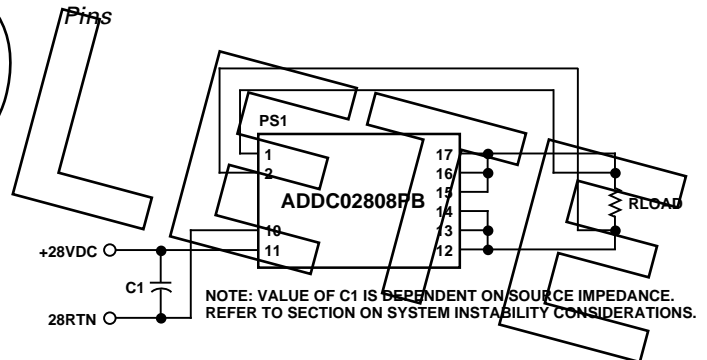 Pins
PS1
1
2
10
11
17
16
15
14
13
12
ADDC02808PB
RLOAD
+28VDC
C1
28RTN
NOTE: VALUE OF C1 IS DEPENDENT ON SOURCE IMPEDANCE.
REFER TO SECTION ON SYSTEM INSTABILITY CONSIDERATIONS.